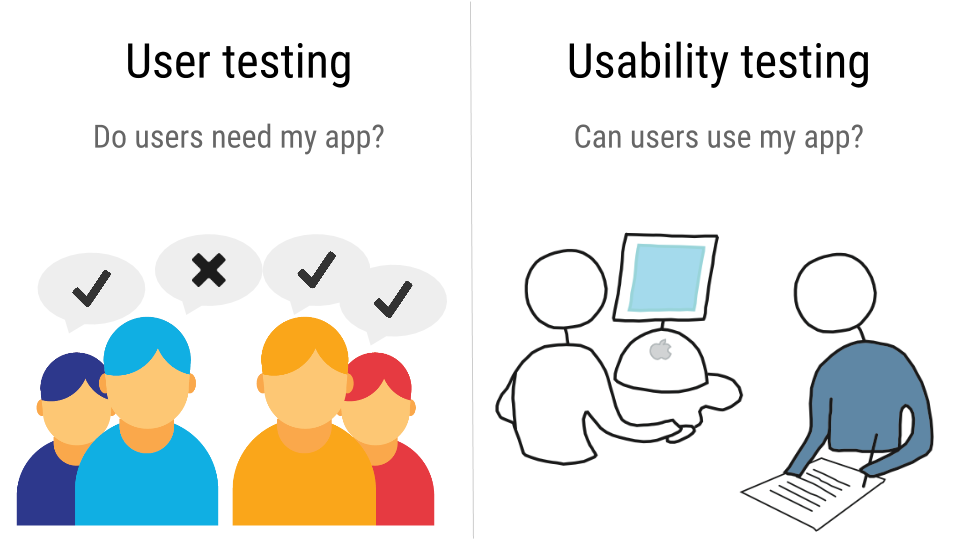 User testing
Do users need my app?
Usability testing
Can users use my app?